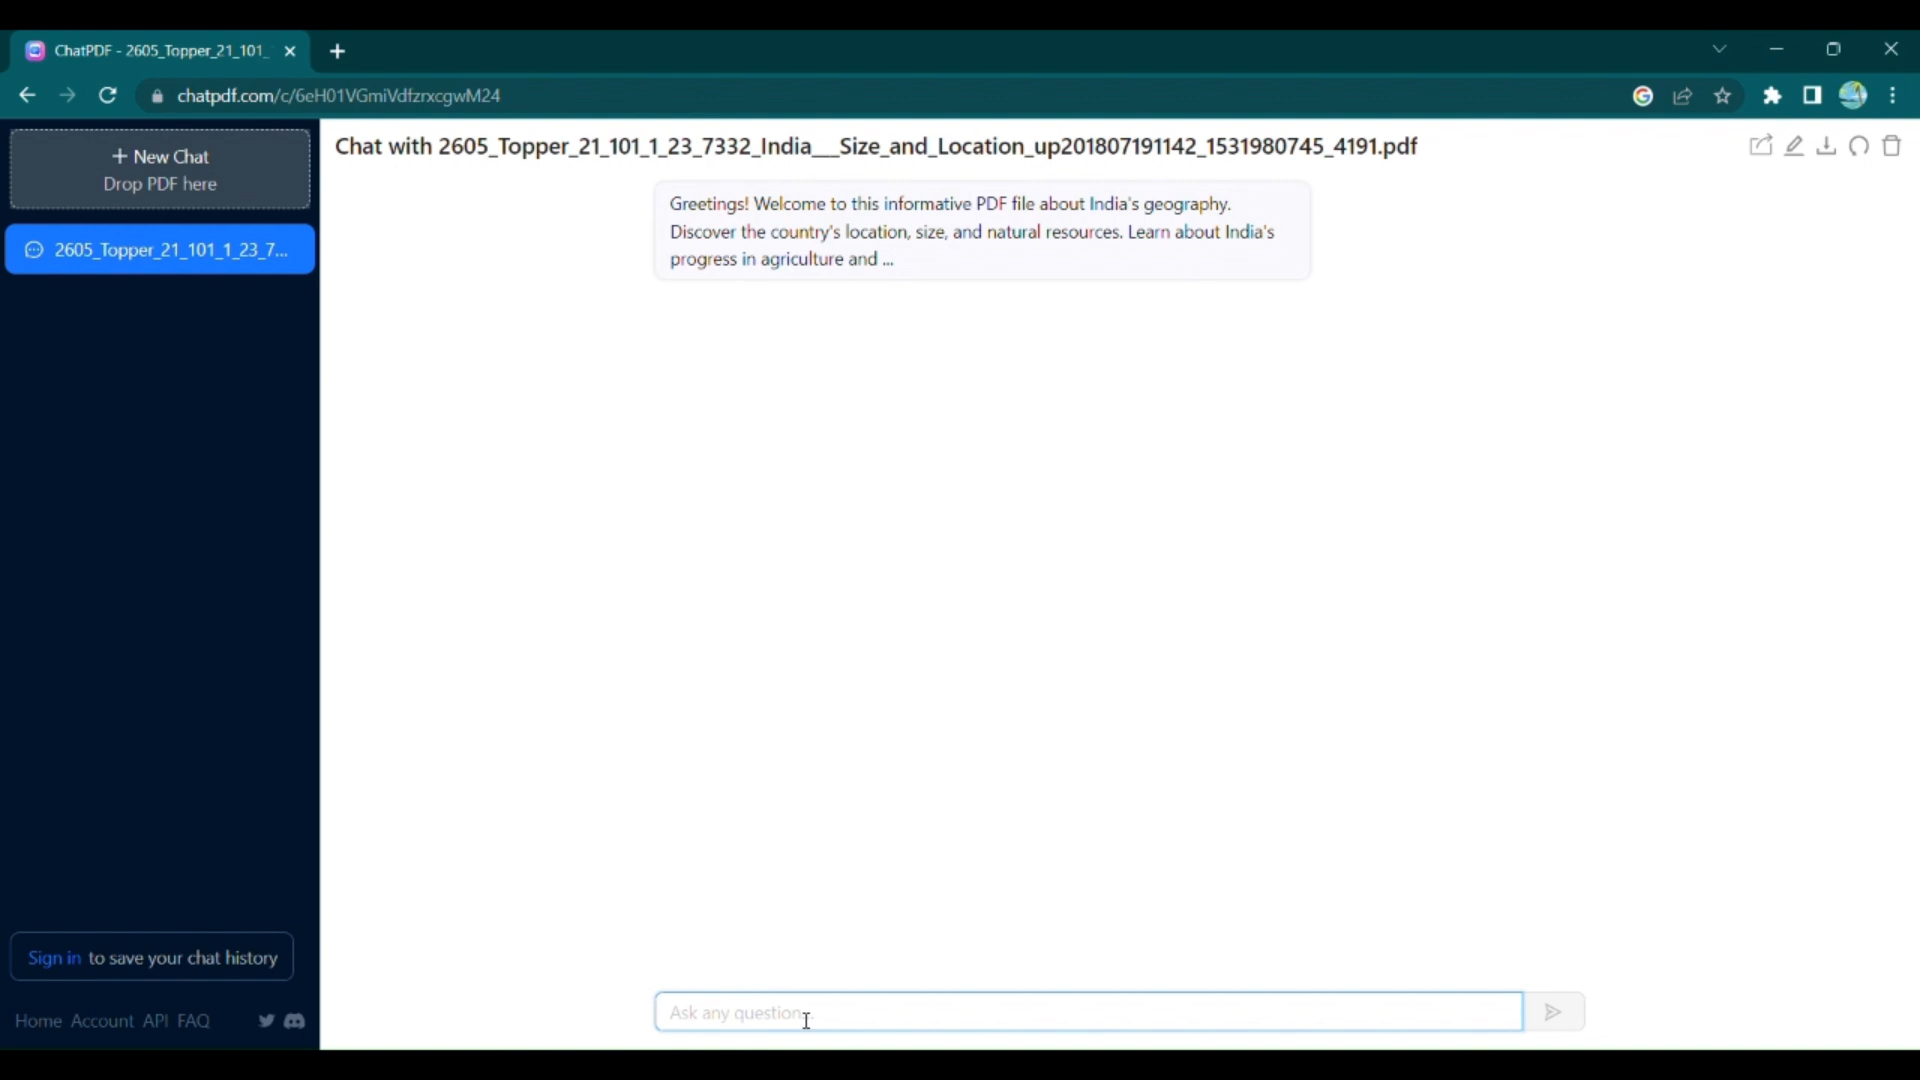 ChatPDF - 2605_Topper_21_101_
chatpdf.com/c/6eH01VGmiVdfzrxcgwM24
+ New Chat
Drop PDF here
2605_Topper_21_101_1_23_7...
Chat with 2605_Topper_21_101_1_23_7332_India___Size_and_Location_up201807191142_1531980745_4191.pdf
Greetings! Welcome to this informative PDF file about India's geography.
Discover the country's location, size, and natural resources. Learn about India's
progress in agriculture and ...
Ask any question...
Sign in to save your chat history
Home Account API FAQ